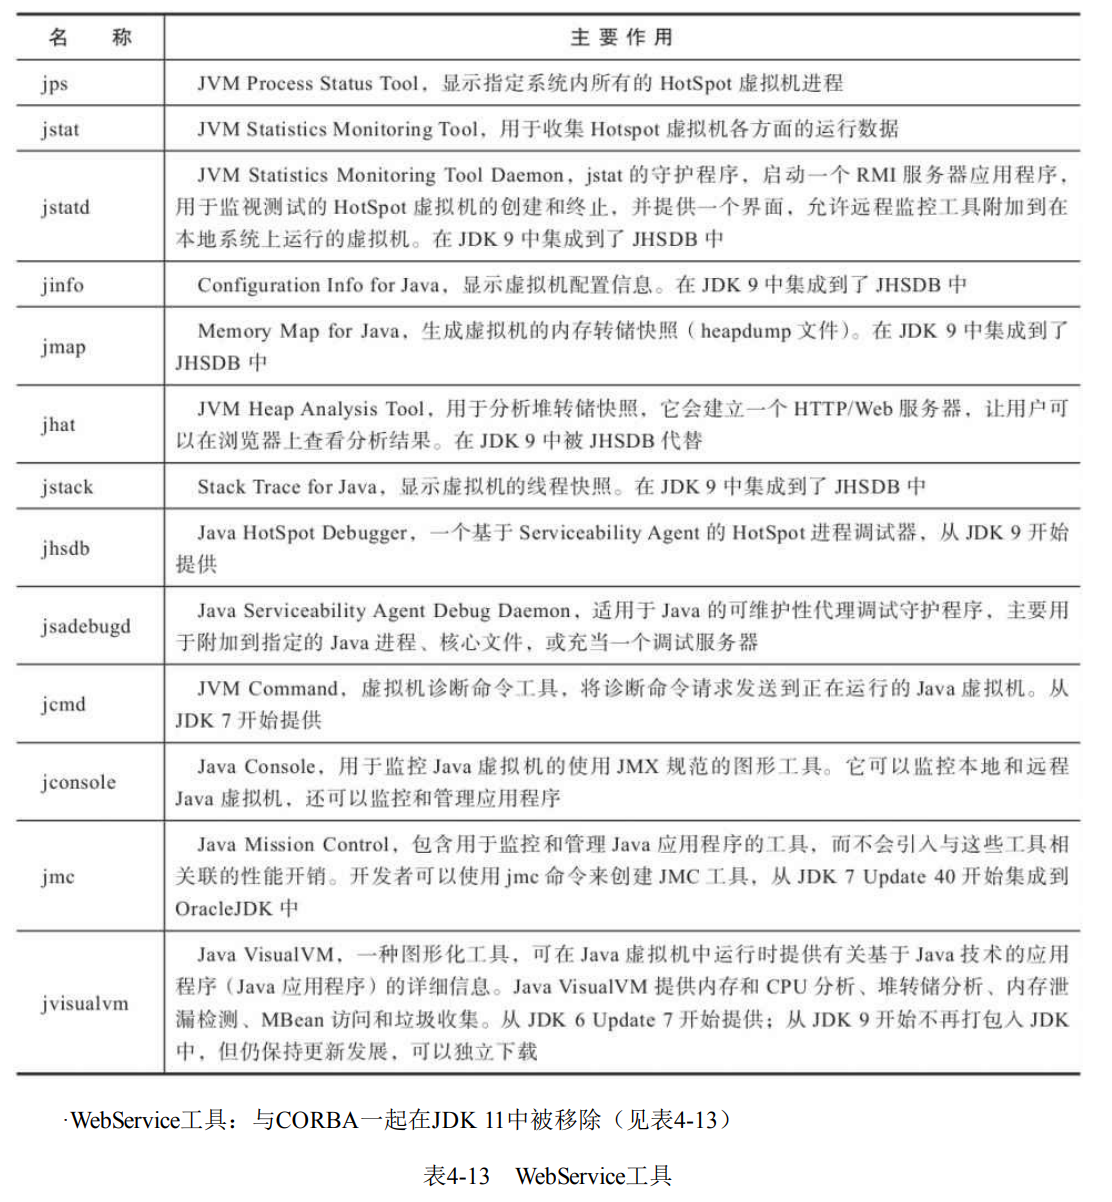 名 称 主要作用
jps JVM Process Status Tool，显示指定系统内所有的 HotSpot 虚拟机进程
jstat JVM Statistics Monitoring Tool，用于收集 Hotspot 虚拟机各方面的运行数据
JVM Statistics Monitoring Tool Daemon，jstat 的守护程序，启动一个 RMI 服务器应用程序，
jstatd 用于监视测试的 HotSpot 虚拟机的创建和终止，并提供一个界面，允许远程监控工具附加到在
本地系统上运行的虚拟机。在 JDK 9 中集成到了 JHSDB 中
jinfo Configuration Info for Java，显示虚拟机配置信息。在 JDK 9 中集成到了 JHSDB 中
jmap Memory Map for Java，生成虚拟机的内存转储快照（heapdump 文件）。在 JDK 9 中集成到了
JHSDB 中
jhat JVM Heap Analysis Tool，用于分析堆转储快照，它会建立一个 HTTP/Web 服务器，让用户可
以在浏览器上查看分析结果。在 JDK 9 中被 JHSDB 代替
jstack Stack Trace for Java，显示虚拟机的线程快照。在 JDK 9 中集成到了 JHSDB 中
jhsdb Java HotSpot Debugger，一个基于 Serviceability Agent 的 HotSpot 进程调试器，从 JDK 9 开始
提供
jsadebugd Java Serviceability Agent Debug Daemon，适用于 Java 的可维护性代理调试守护程序，主要用
于附加到指定的 Java 进程、核心文件，或充当一个调试服务器
jcmd JVM Command，虚拟机诊断命令工具，将诊断命令请求发送到正在运行的 Java 虚拟机。从
JDK 7 开始提供
jconsole Java Console，用于监控 Java 虚拟机的使用 JMX 规范的图形工具。它可以监控本地和远程
Java 虚拟机，还可以监控和管理应用程序
Java Mission Control，包含用于监控和管理 Java 应用程序的工具，而不会引入与这些工具相
jmc 关联的性能开销。开发者可以使用 jmc 命令来创建 JMC 工具，从 JDK 7 Update 40 开始集成到
OracleJDK 中
Java VisualVM，一种图形化工具，可在 Java 虚拟机中运行时提供有关基于 Java 技术的应用
程序（Java 应用程序）的详细信息。Java VisualVM 提供内存和 CPU 分析、堆转储分析、内存泄
jvisualvm 漏检测、MBean 访问和垃圾收集。从 JDK 6 Update 7 开始提供；从 JDK 9 开始不再打包入 JDK
中，但仍保持更新发展，可以独立下载
·WebService工具：与CORBA一起在JDK 11中被移除（见表4-13）
表4-13 WebService工具